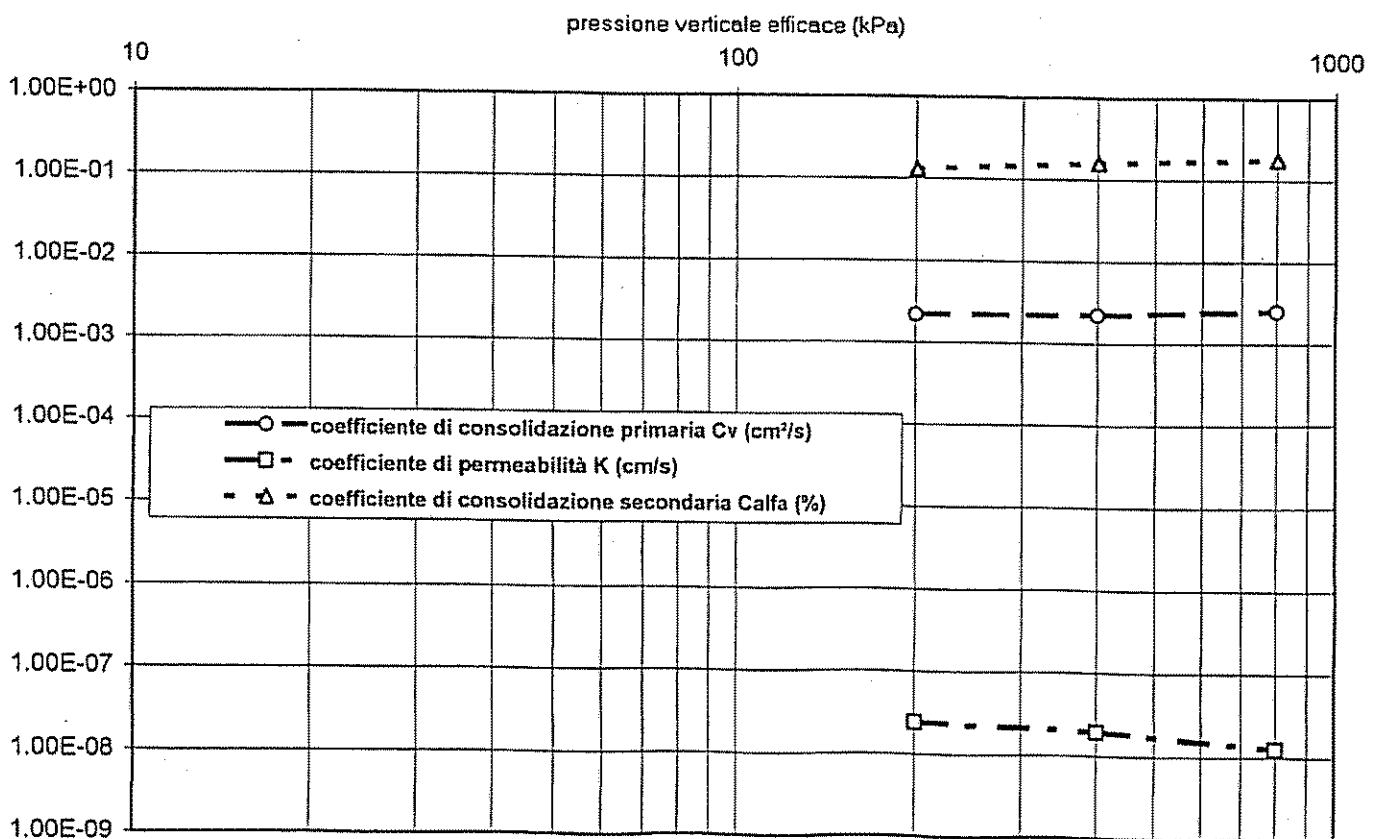 pressione verticale efficace (kPa)
10 100 1000
1.00E+00
1.00E-01
1.00E-02
1.00E-03
1.00E-04
1.00E-05
1.00E-06
1.00E-07
1.00E-08
1.00E-09
coefficiente di consolidazione primaria Cv (cm²/s)
coefficiente di permeabilità K (cm/s)
coefficiente di consolidazione secondaria Calfa (%)